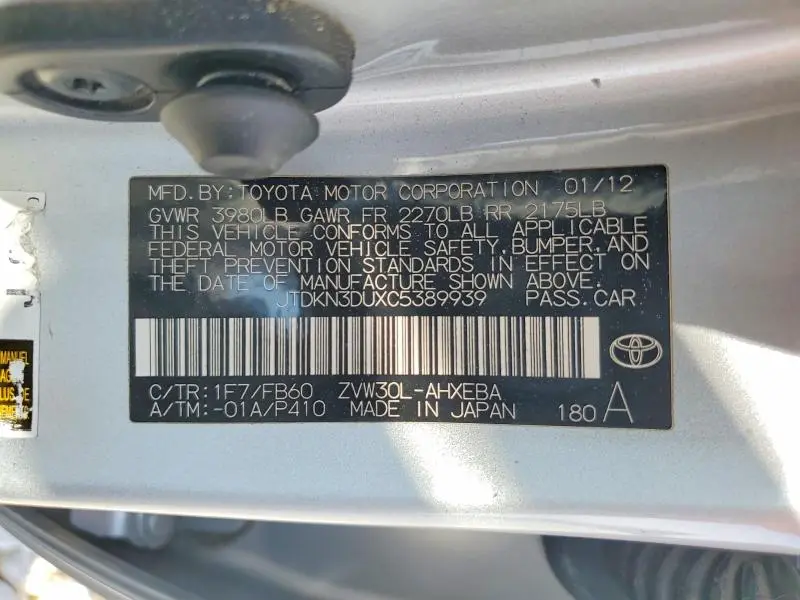 MFD. BY: TOYOTA MOTOR CORPORATION 01/12
GVWR 3980LB GAWR FR 2270LB RR 2175LB
THIS VEHICLE CONFORMS TO ALL APPLICABLE
FEDERAL MOTOR VEHICLE SAFETY, BUMPER, AND
THEFT PREVENTION STANDARDS IN EFFECT ON
THE DATE OF MANUFACTURE SHOWN ABOVE.
JTDKN3DUXC5389939 PASS. CAR
C/TR: 1F7/FB60 ZVW30L-AHXEBA
A/TM: -01A/P410 MADE IN JAPAN 180 A
MANUEL